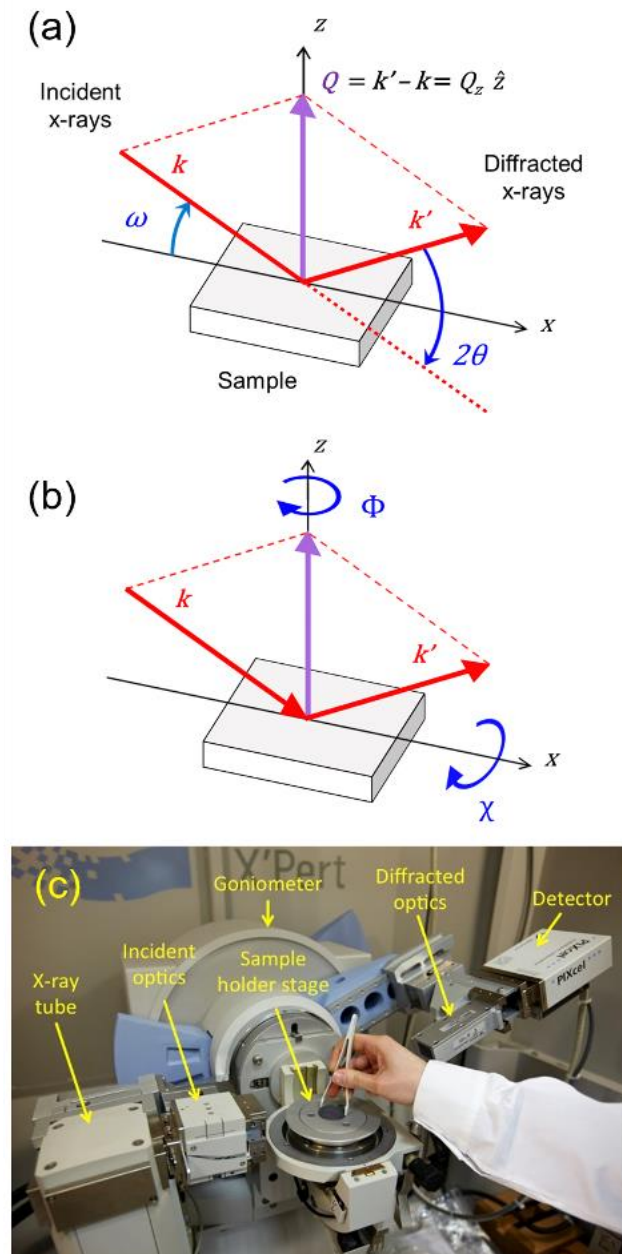 (a)
z
Q = k′ – k = Q_z ẑ
Incident
x-rays
Diffracted
x-rays
k
k′
ω
x
2θ
Sample
(b)
z
Φ
k
k′
x
χ
(c)
X'Pert
Goniometer
Diffracted
optics
Detector
Incident
optics
Sample
holder stage
X-ray
tube
PIXcel
PIXcel